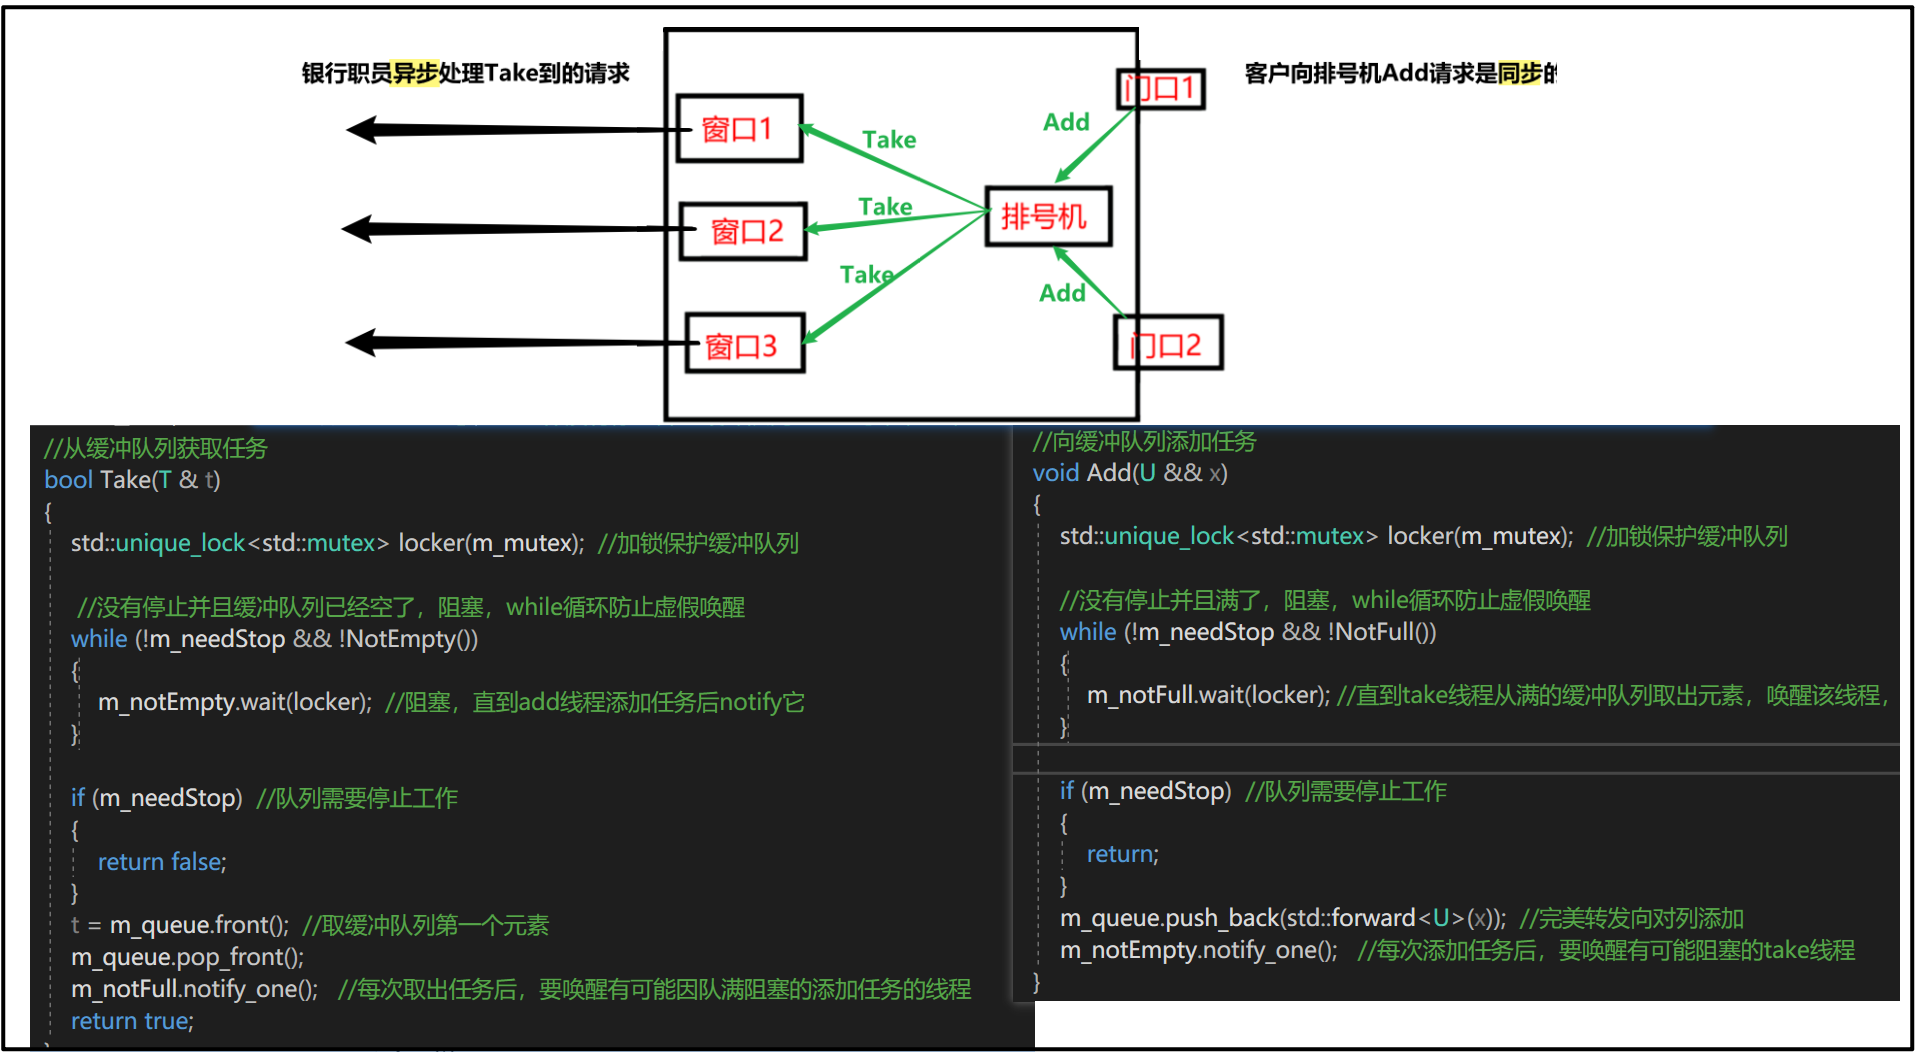 银行职员异步处理Take到的请求
客户向排号机Add请求是同步的
门口1
窗口1
Take
Add
窗口2
Take
排号机
Take
Add
窗口3
门口2
//从缓冲队列获取任务
bool Take(T & t)
{
std::unique_lock<std::mutex> locker(m_mutex); //加锁保护缓冲队列
//没有停止并且缓冲队列已经空了，阻塞，while循环防止虚假唤醒
while (!m_needStop && !NotEmpty())
{
m_notEmpty.wait(locker); //阻塞，直到add线程添加任务后notify它
}
if (m_needStop) //队列需要停止工作
{
return false;
}
t = m_queue.front(); //取缓冲队列第一个元素
m_queue.pop_front();
m_notFull.notify_one(); //每次取出任务后，要唤醒有可能因队满阻塞的添加任务的线程
return true;
//向缓冲队列添加任务
void Add(U && x)
{
std::unique_lock<std::mutex> locker(m_mutex); //加锁保护缓冲队列
//没有停止并且满了，阻塞，while循环防止虚假唤醒
while (!m_needStop && !NotFull())
{
m_notFull.wait(locker); //直到take线程从满的缓冲队列取出元素，唤醒该线程，
}
if (m_needStop) //队列需要停止工作
{
return;
}
m_queue.push_back(std::forward<U>(x)); //完美转发向对列添加
m_notEmpty.notify_one(); //每次添加任务后，要唤醒有可能阻塞的take线程
}